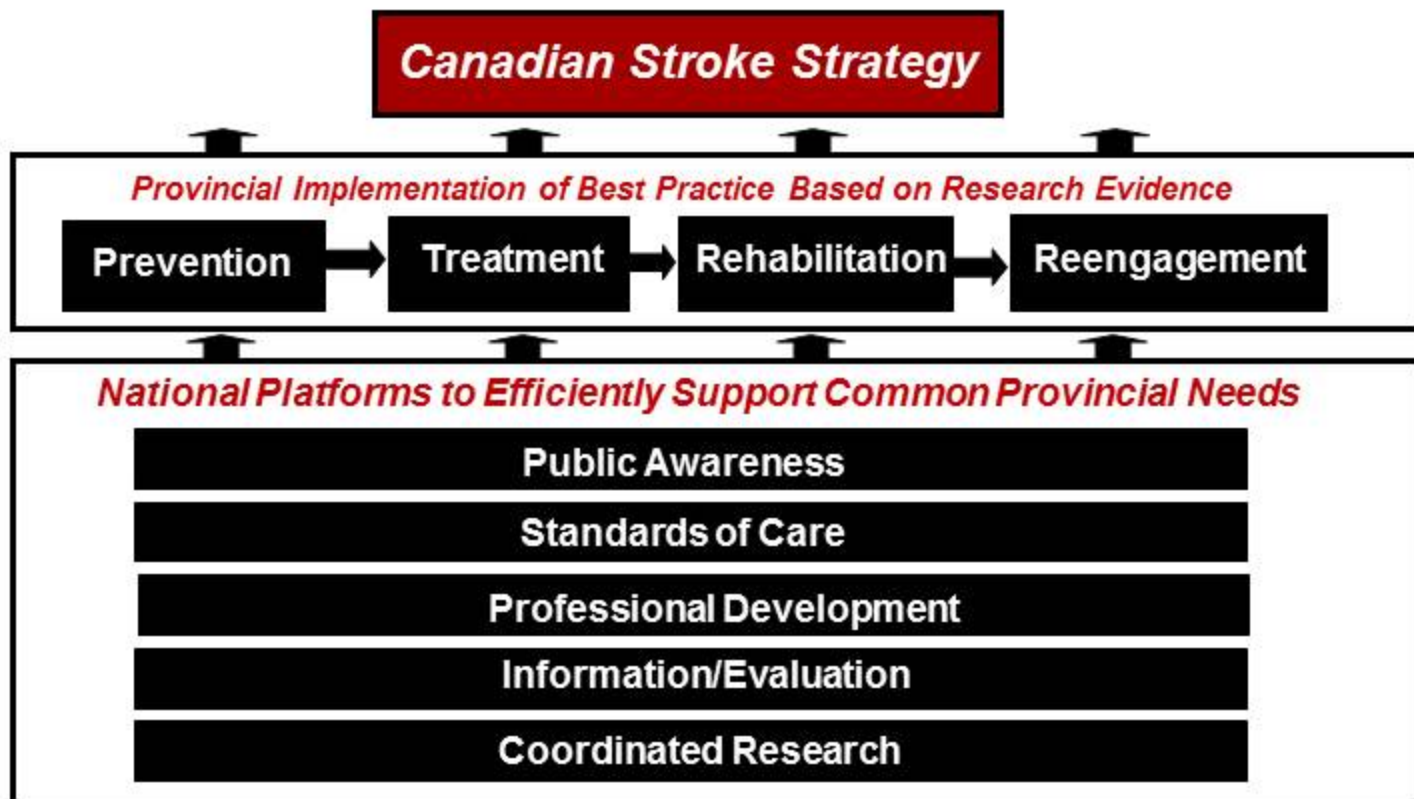 Canadian Stroke Strategy
Provincial Implementation of Best Practice Based on Research Evidence
Prevention
Treatment
Rehabilitation
Reengagement
National Platforms to Efficiently Support Common Provincial Needs
Public Awareness
Standards of Care
Professional Development
Information/Evaluation
Coordinated Research